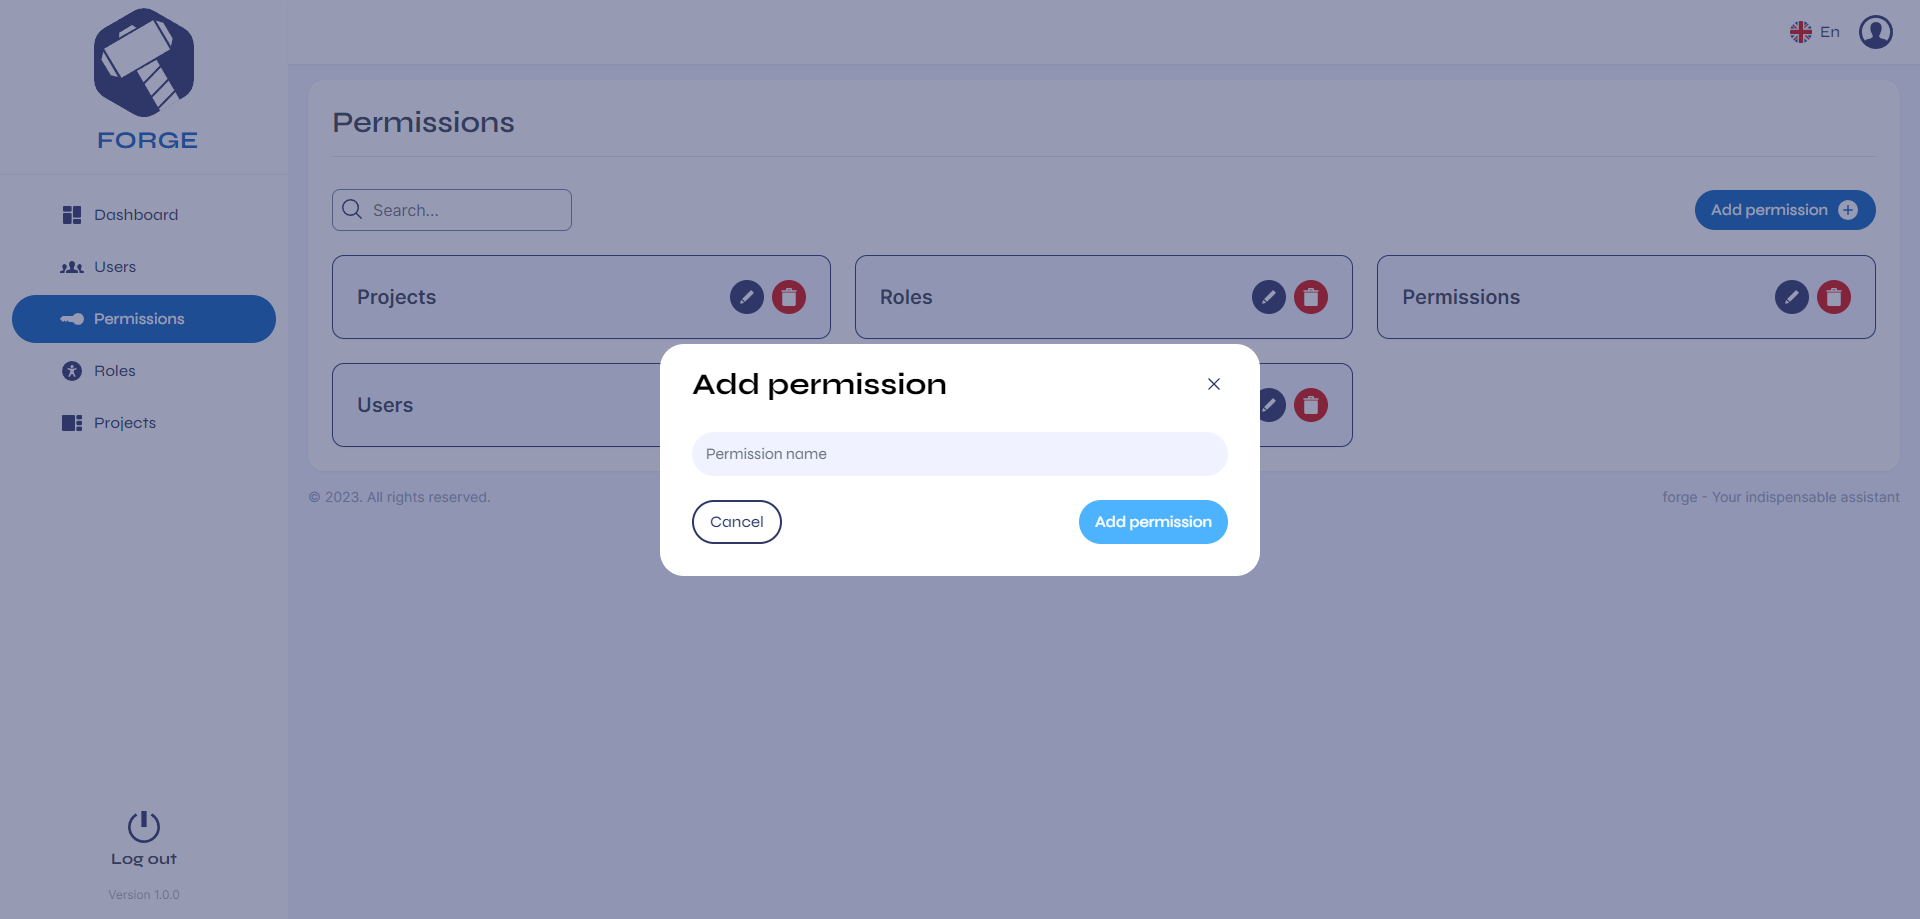 FORGE
Dashboard
Users
Permissions
Roles
Projects
Log out
Version 1.0.0
En
Permissions
Search...
Add permission
Projects
Roles
Permissions
Users
Add permission
Permission name
Cancel
Add permission
© 2023. All rights reserved.
forge - Your indispensable assistant